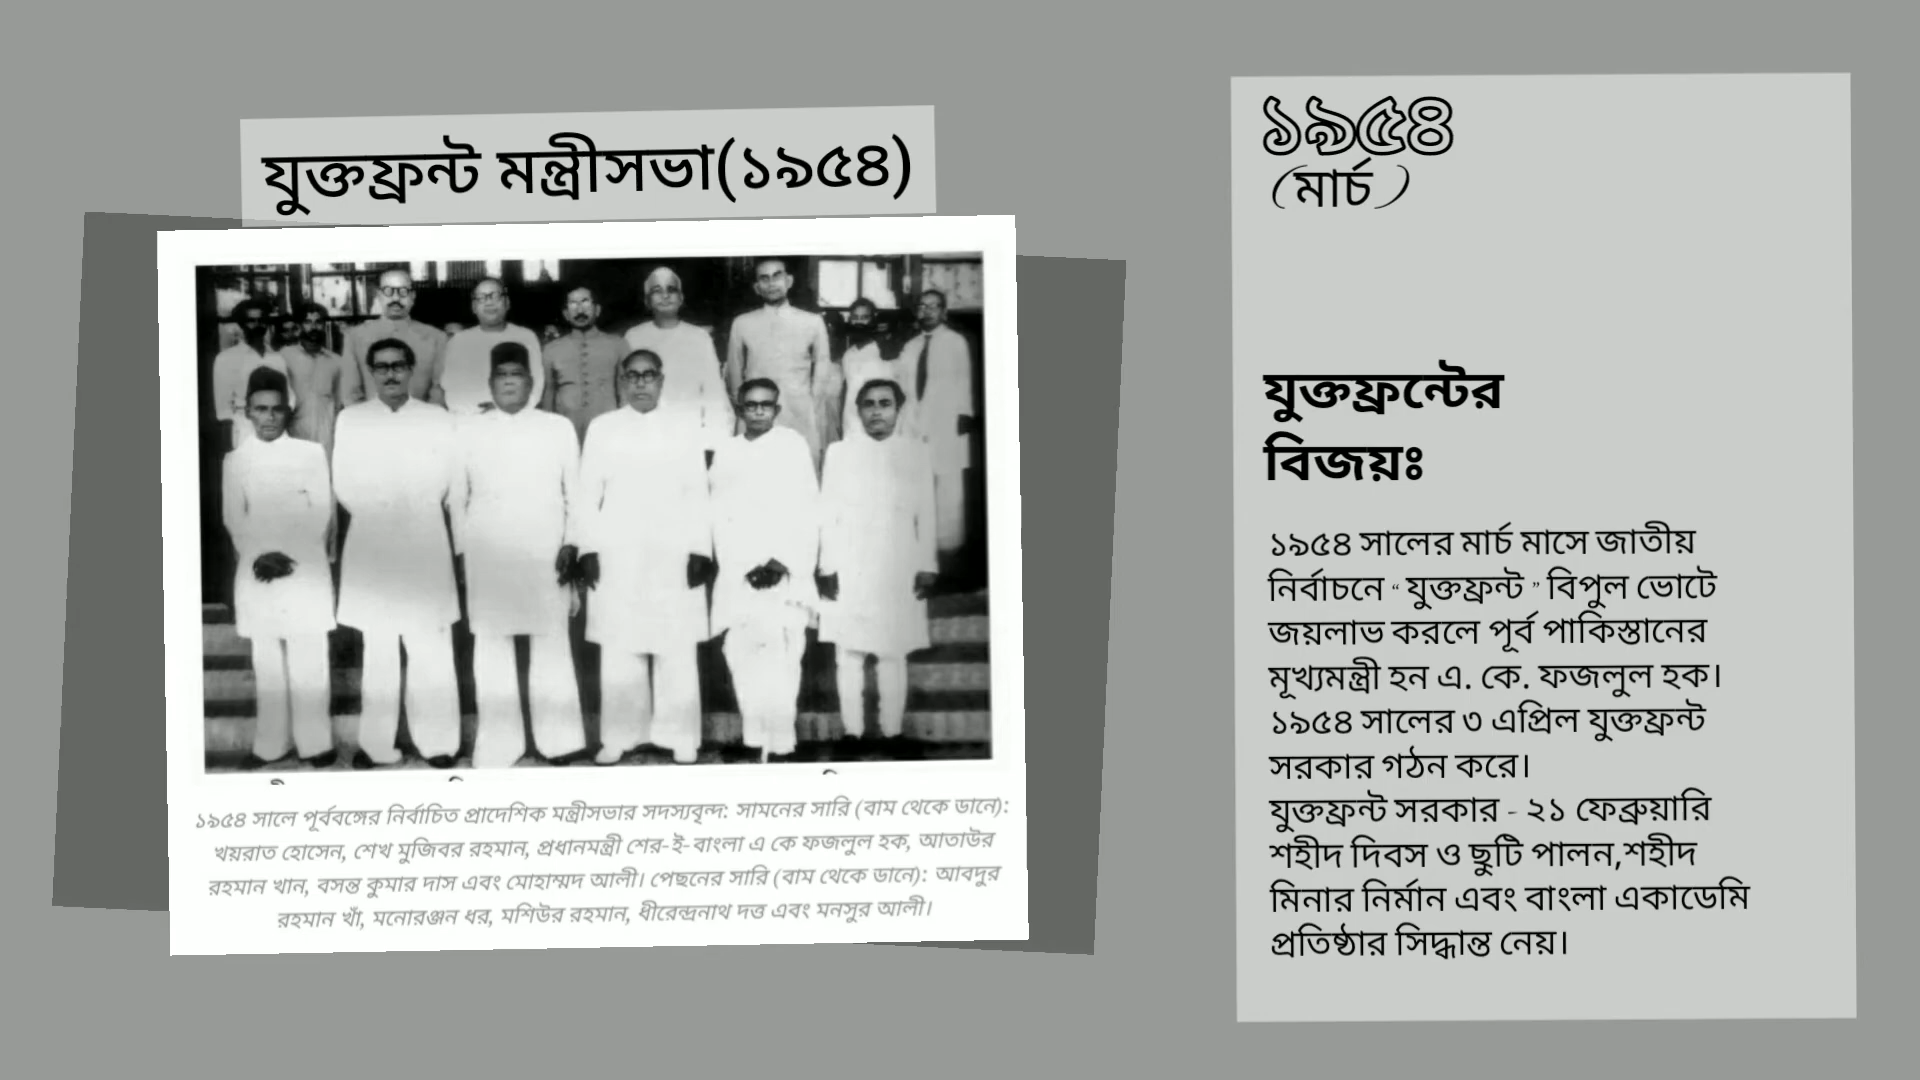 যুক্তফ্রন্ট মন্ত্রীসভা(১৯৫৪)
১৯৫৪ সালে পূর্ববঙ্গের নির্বাচিত প্রাদেশিক মন্ত্রীসভার সদস্যবৃন্দ: সামনের সারি (বাম থেকে ডানে):
খয়রাত হোসেন, শেখ মুজিবর রহমান, প্রধানমন্ত্রী শের-ই-বাংলা এ কে ফজলুল হক, আতাউর
রহমান খান, বসন্ত কুমার দাস এবং মোহাম্মদ আলী। পেছনের সারি (বাম থেকে ডানে): আবদুর
রহমান খাঁ, মনোরঞ্জন ধর, মশিউর রহমান, ধীরেন্দ্রনাথ দত্ত এবং মনসুর আলী।
১৯৫৪
(মার্চ)
যুক্তফ্রন্টের
বিজয়ঃ
১৯৫৪ সালের মার্চ মাসে জাতীয়
নির্বাচনে “ যুক্তফ্রন্ট ” বিপুল ভোটে
জয়লাভ করলে পূর্ব পাকিস্তানের
মূখ্যমন্ত্রী হন এ. কে. ফজলুল হক।
১৯৫৪ সালের ৩ এপ্রিল যুক্তফ্রন্ট
সরকার গঠন করে।
যুক্তফ্রন্ট সরকার - ২১ ফেব্রুয়ারি
শহীদ দিবস ও ছুটি পালন,শহীদ
মিনার নির্মান এবং বাংলা একাডেমি
প্রতিষ্ঠার সিদ্ধান্ত নেয়।